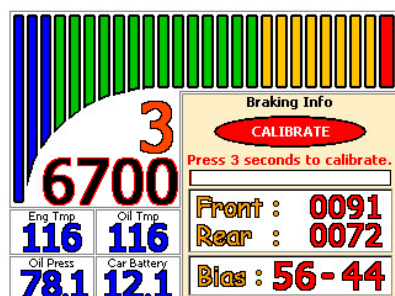 3
6700
Eng Tmp
116
Oil Tmp
116
Oil Press
78.1
Car Battery
12.1
Braking Info
CALIBRATE
Press 3 seconds to calibrate.
Front : 0091
Rear : 0072
Bias : 56-44